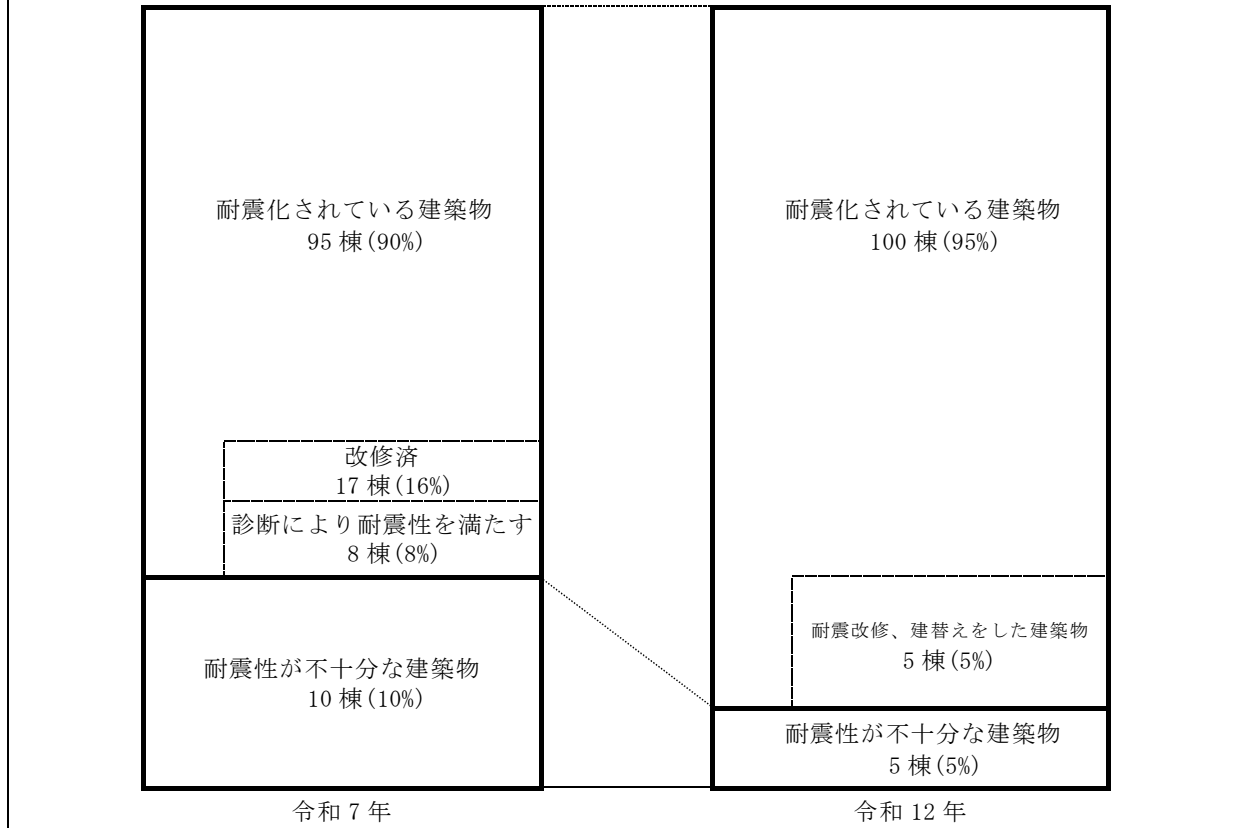 耐震化されている建築物
95 棟(90%)
改修済
17 棟(16%)
診断により耐震性を満たす
8 棟(8%)
耐震性が不十分な建築物
10 棟(10%)
令和 7 年
耐震化されている建築物
100 棟(95%)
耐震改修、建替えをした建築物
5 棟(5%)
耐震性が不十分な建築物
5 棟(5%)
令和 12 年